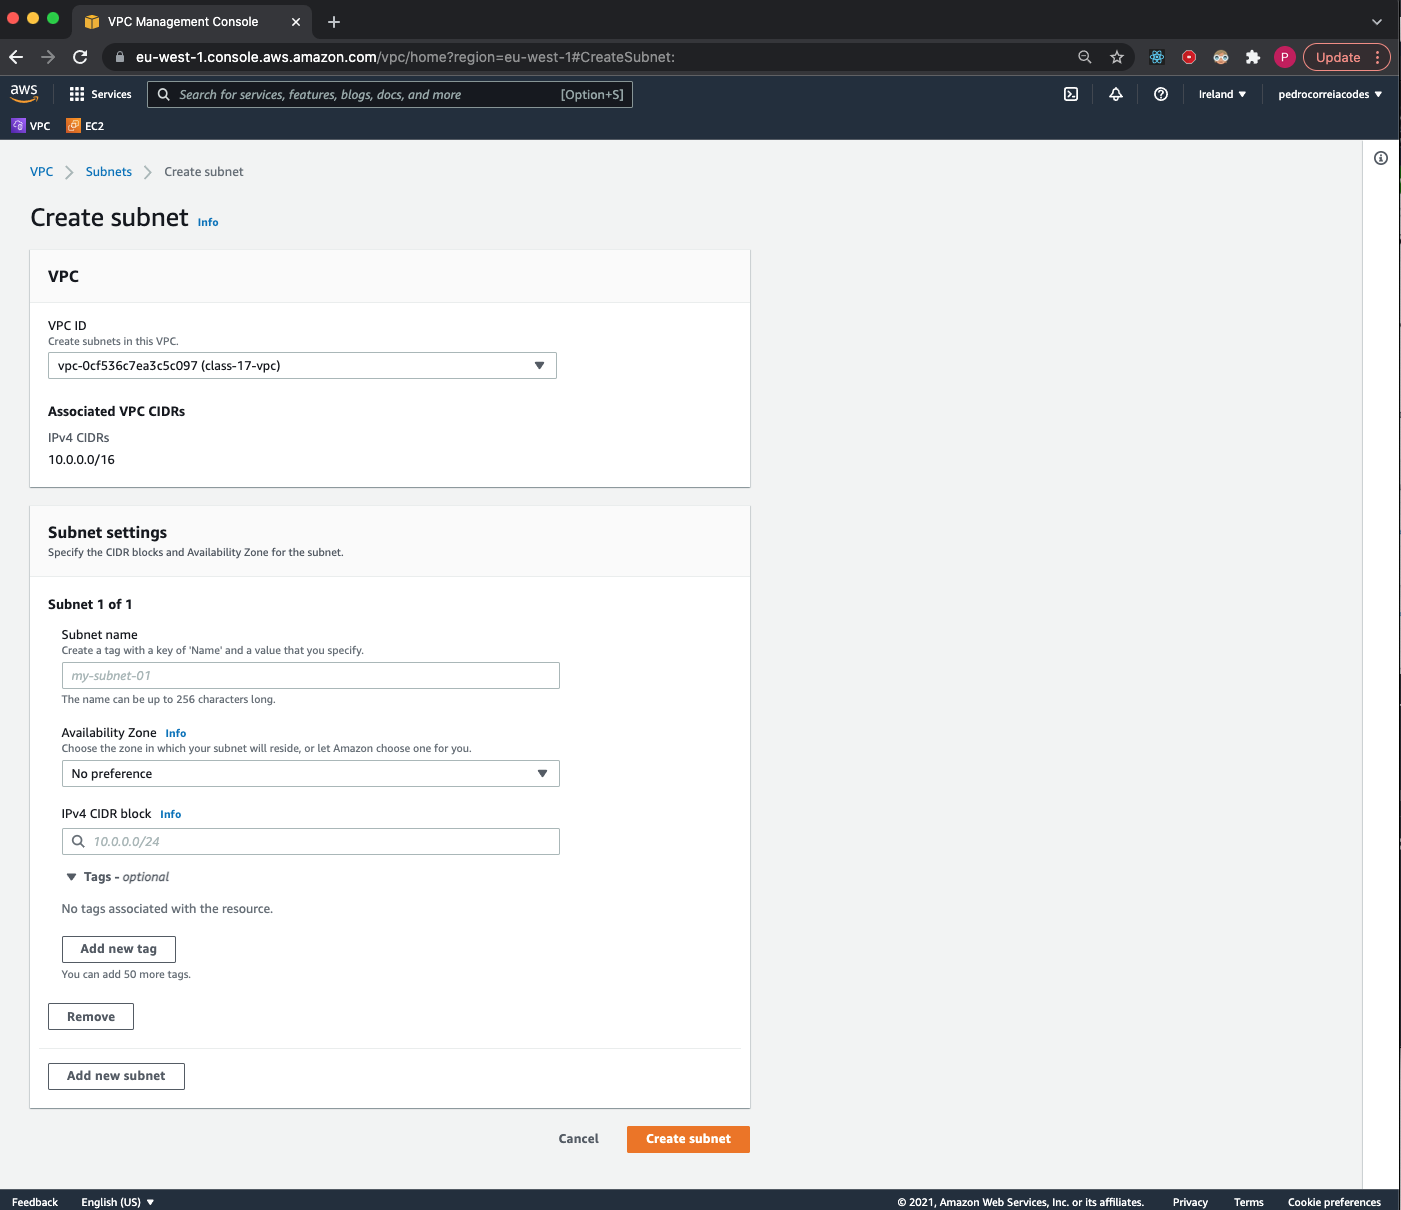 VPC Management Console
eu-west-1.console.aws.amazon.com/vpc/home?region=eu-west-1#CreateSubnet:
P
Update
aws
Services
Search for services, features, blogs, docs, and more
[Option+S]
Ireland
pedrocorreiacodes
VPC
EC2
VPC
Subnets
Create subnet
Create subnet Info
VPC
VPC ID
Create subnets in this VPC.
vpc-0cf536c7ea3c5c097 (class-17-vpc)
Associated VPC CIDRs
IPv4 CIDRs
10.0.0.0/16
Subnet settings
Specify the CIDR blocks and Availability Zone for the subnet.
Subnet 1 of 1
Subnet name
Create a tag with a key of 'Name' and a value that you specify.
my-subnet-01
The name can be up to 256 characters long.
Availability Zone Info
Choose the zone in which your subnet will reside, or let Amazon choose one for you.
No preference
IPv4 CIDR block Info
10.0.0.0/24
Tags - optional
No tags associated with the resource.
Add new tag
You can add 50 more tags.
Remove
Add new subnet
Cancel
Create subnet
Feedback
English (US)
© 2021, Amazon Web Services, Inc. or its affiliates.
Privacy
Terms
Cookie preferences